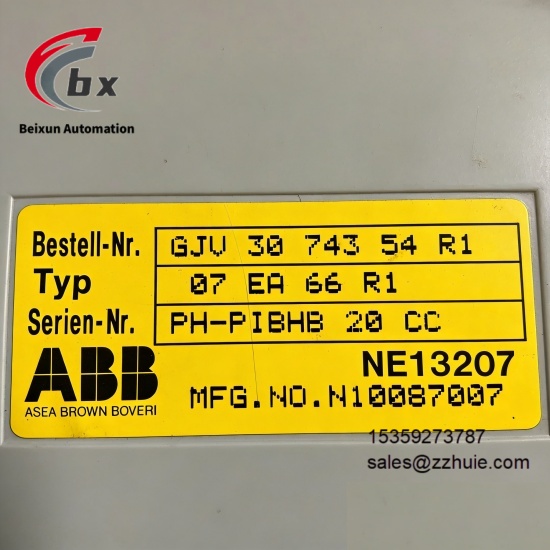 bx
Beixun Automation
Bestell-Nr. GJV 30 743 54 R1
Typ 07 EA 66 R1
Serien-Nr. PH-PIBHB 20 CC
ABB NE13207
ASEA BROWN BOVERI MFG.NO.N10087007
15359273787
sales@zzhuie.com